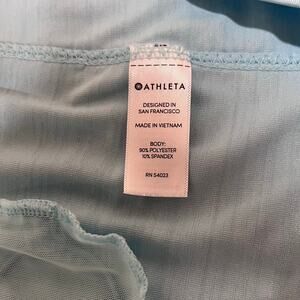 ATHLETA
DESIGNED IN
SAN FRANCISCO
MADE IN VIETNAM
BODY:
90% POLYESTER
10% SPANDEX
RN 54023